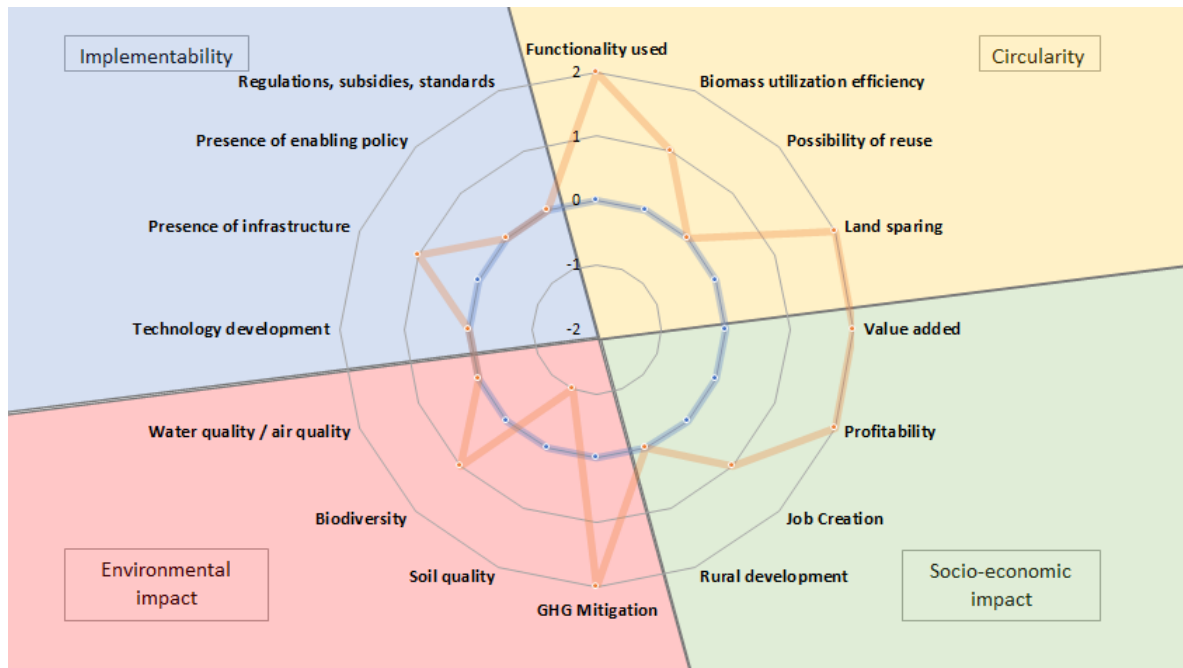 Implementability
Functionality used
Circularity
Regulations, subsidies, standards
2
Biomass utilization efficiency
Presence of enabling policy
1
Possibility of reuse
Presence of infrastructure
0
Land sparing
-1
Technology development
-2
Value added
Water quality / air quality
Profitability
Biodiversity
Job Creation
Environmental
impact
Soil quality
GHG Mitigation
Rural development
Socio-economic
impact